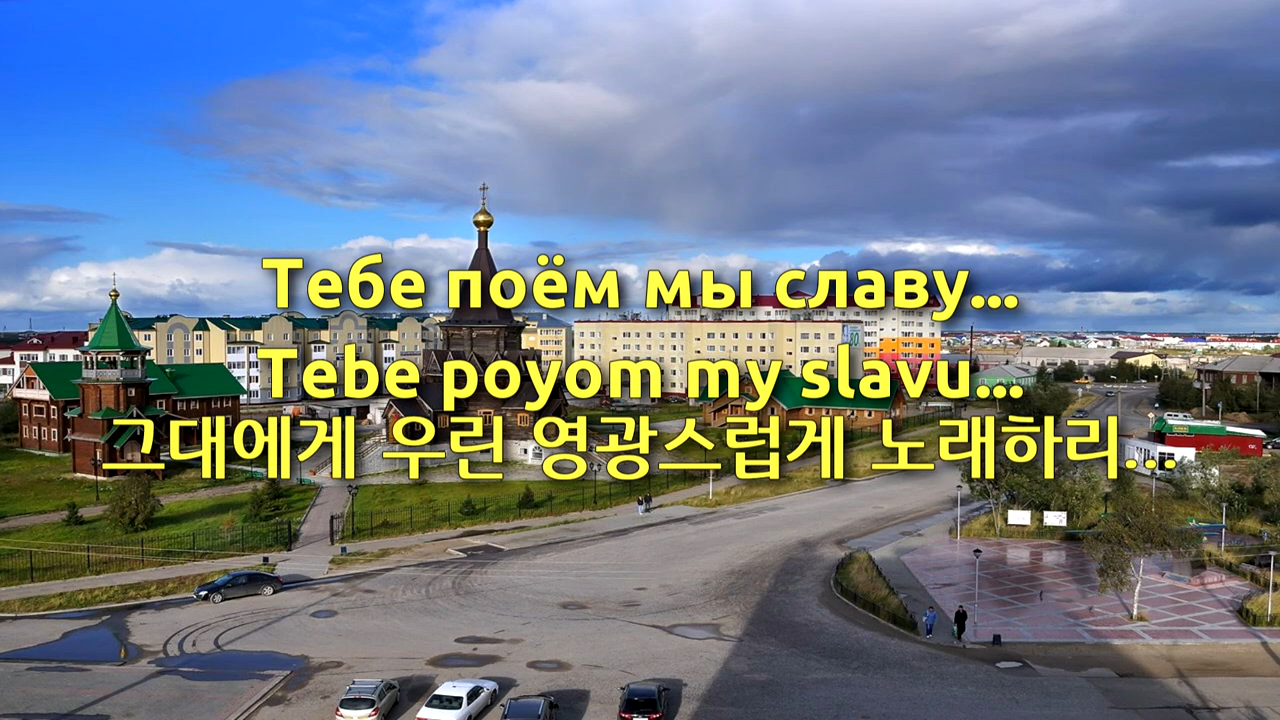 Тебе поём мы славу...
Tebe poyom my slavu...
그대에게 우린 영광스럽게 노래하리...